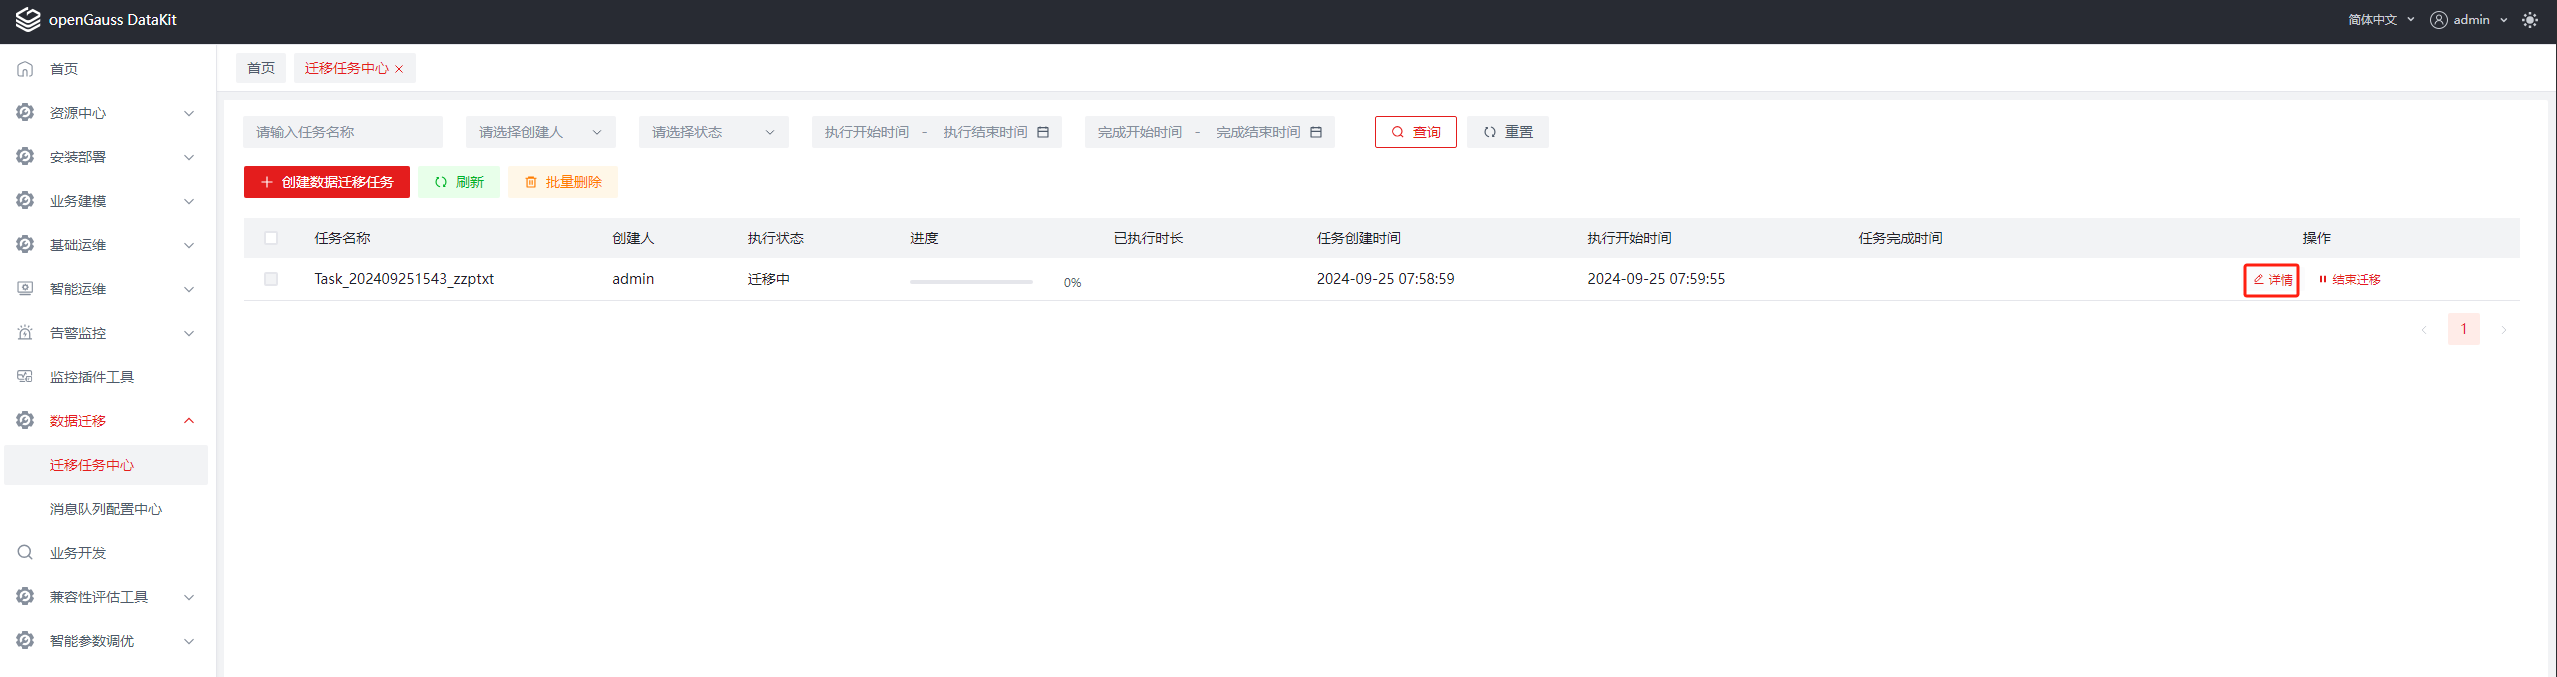 openGauss DataKit
简体中文 admin
首页
资源中心
安装部署
业务建模
基础运维
智能运维
告警监控
监控插件工具
数据迁移
迁移任务中心
消息队列配置中心
业务开发
兼容性评估工具
智能参数调优
首页 迁移任务中心
请输入任务名称 请选择创建人 请选择状态 执行开始时间 - 执行结束时间 完成开始时间 - 完成结束时间 查询 重置
创建数据迁移任务 刷新 批量删除
任务名称 创建人 执行状态 进度 已执行时长 任务创建时间 执行开始时间 任务完成时间 操作
Task_202409251543_zzptxt admin 迁移中 0% 2024-09-25 07:58:59 2024-09-25 07:59:55 详情 结束迁移
1